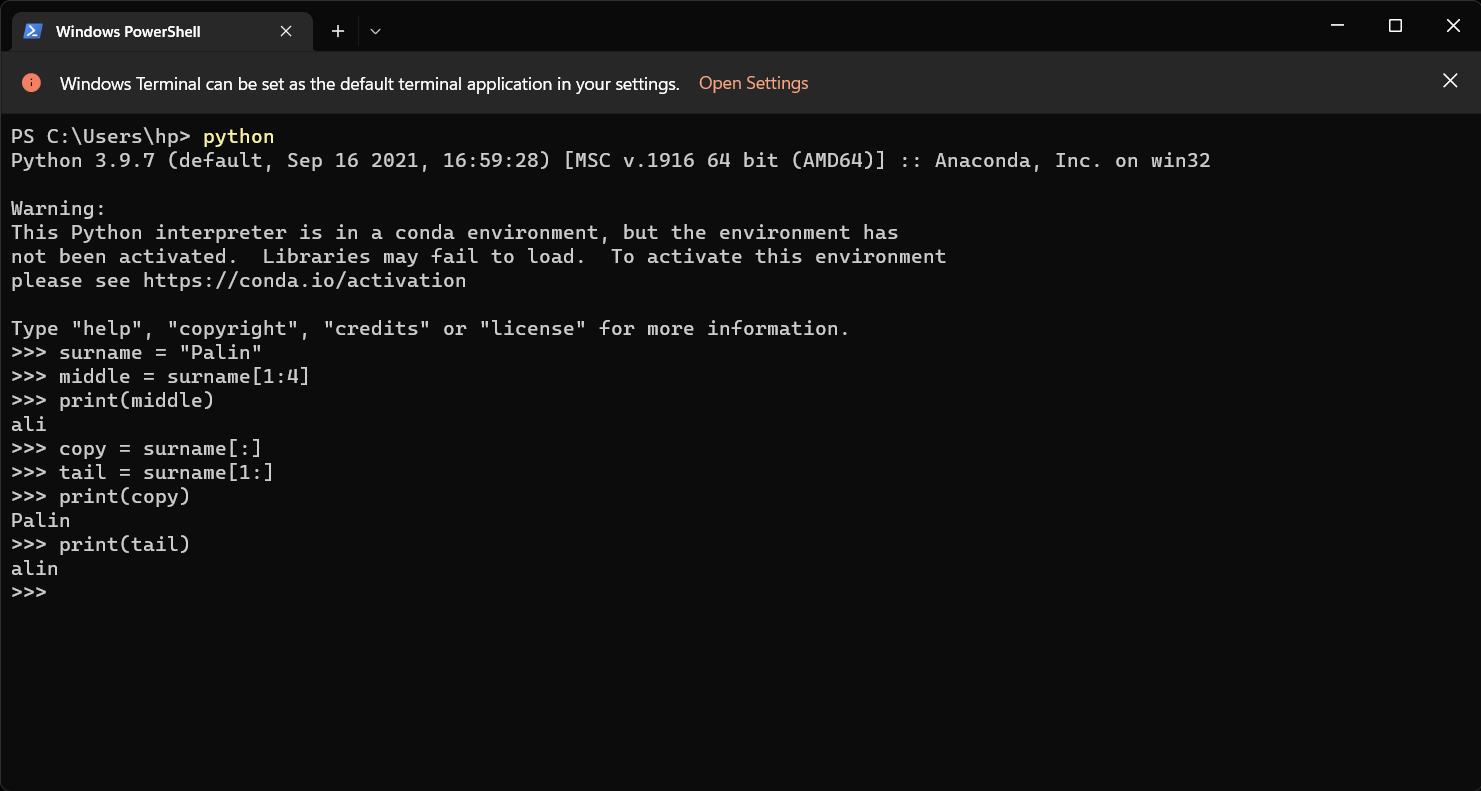 Windows PowerShell
Windows Terminal can be set as the default terminal application in your settings. Open Settings
PS C:\Users\hp> python
Python 3.9.7 (default, Sep 16 2021, 16:59:28) [MSC v.1916 64 bit (AMD64)] :: Anaconda, Inc. on win32
Warning:
This Python interpreter is in a conda environment, but the environment has
not been activated.  Libraries may fail to load.  To activate this environment
please see https://conda.io/activation
Type "help", "copyright", "credits" or "license" for more information.
>>> surname = "Palin"
>>> middle = surname[1:4]
>>> print(middle)
ali
>>> copy = surname[:]
>>> tail = surname[1:]
>>> print(copy)
Palin
>>> print(tail)
alin
>>>